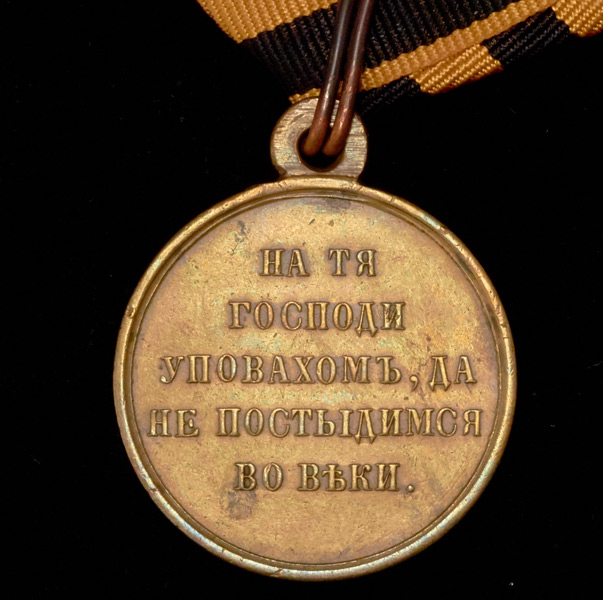 НА ТЯ
ГОСПОДИ
УПОВАХОМЪ, ДА
НЕ ПОСТЫДИМСЯ
ВО ВѢКИ.